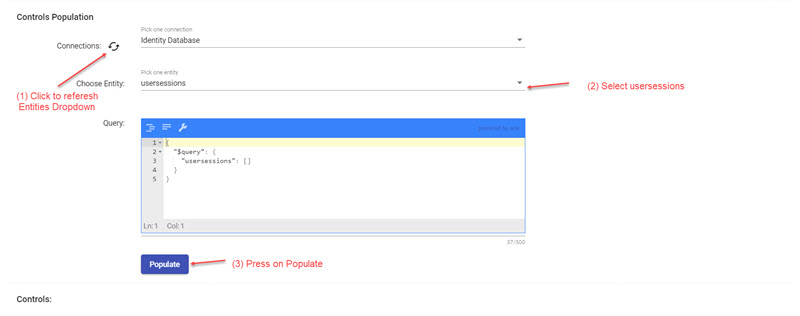 Controls Population
Pick one connection
Connections:
Identity Database
Pick one entity
Choose Entity:
usersessions
(1) Click to referesh
Entities Dropdown
(2) Select usersessions
Query:
powered by ace
1 {
2 "$query": {
3 "usersessions": []
4 }
5 }
Ln: 1 Col: 1
37/500
Populate
(3) Press on Populate
Controls: